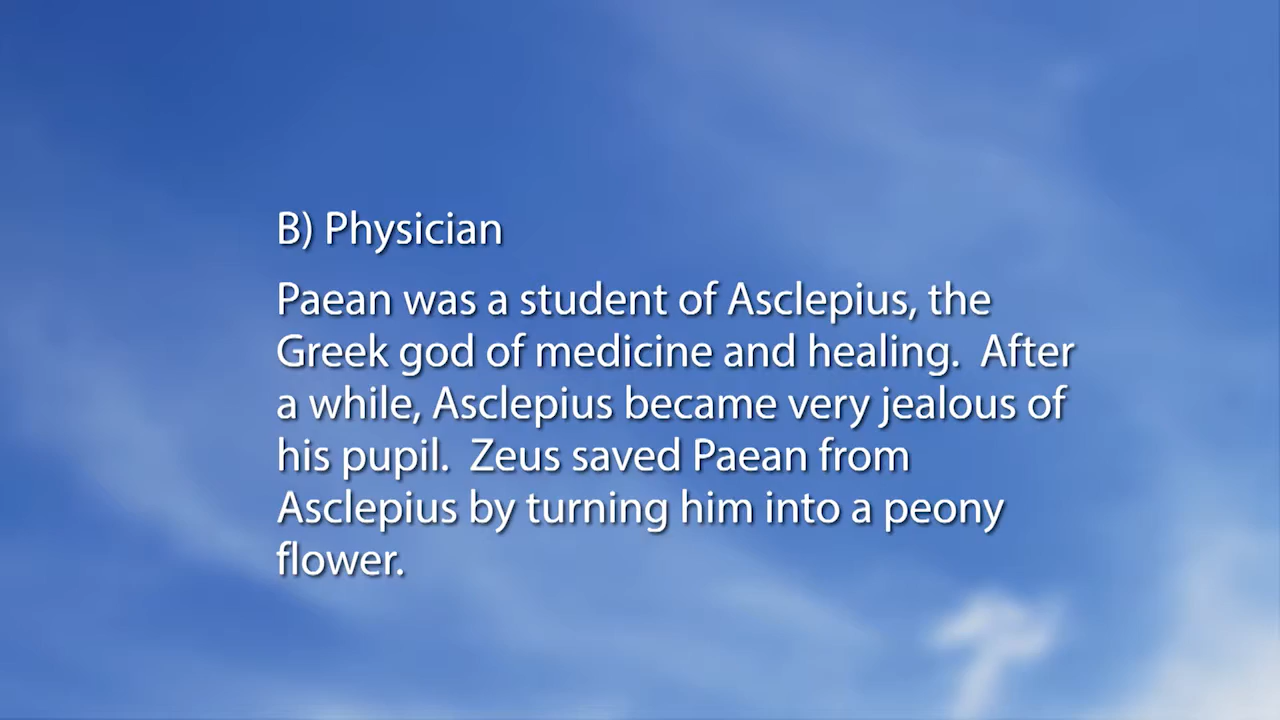 B) Physician
Paean was a student of Asclepius, the
Greek god of medicine and healing.  After
a while, Asclepius became very jealous of
his pupil.  Zeus saved Paean from
Asclepius by turning him into a peony
flower.